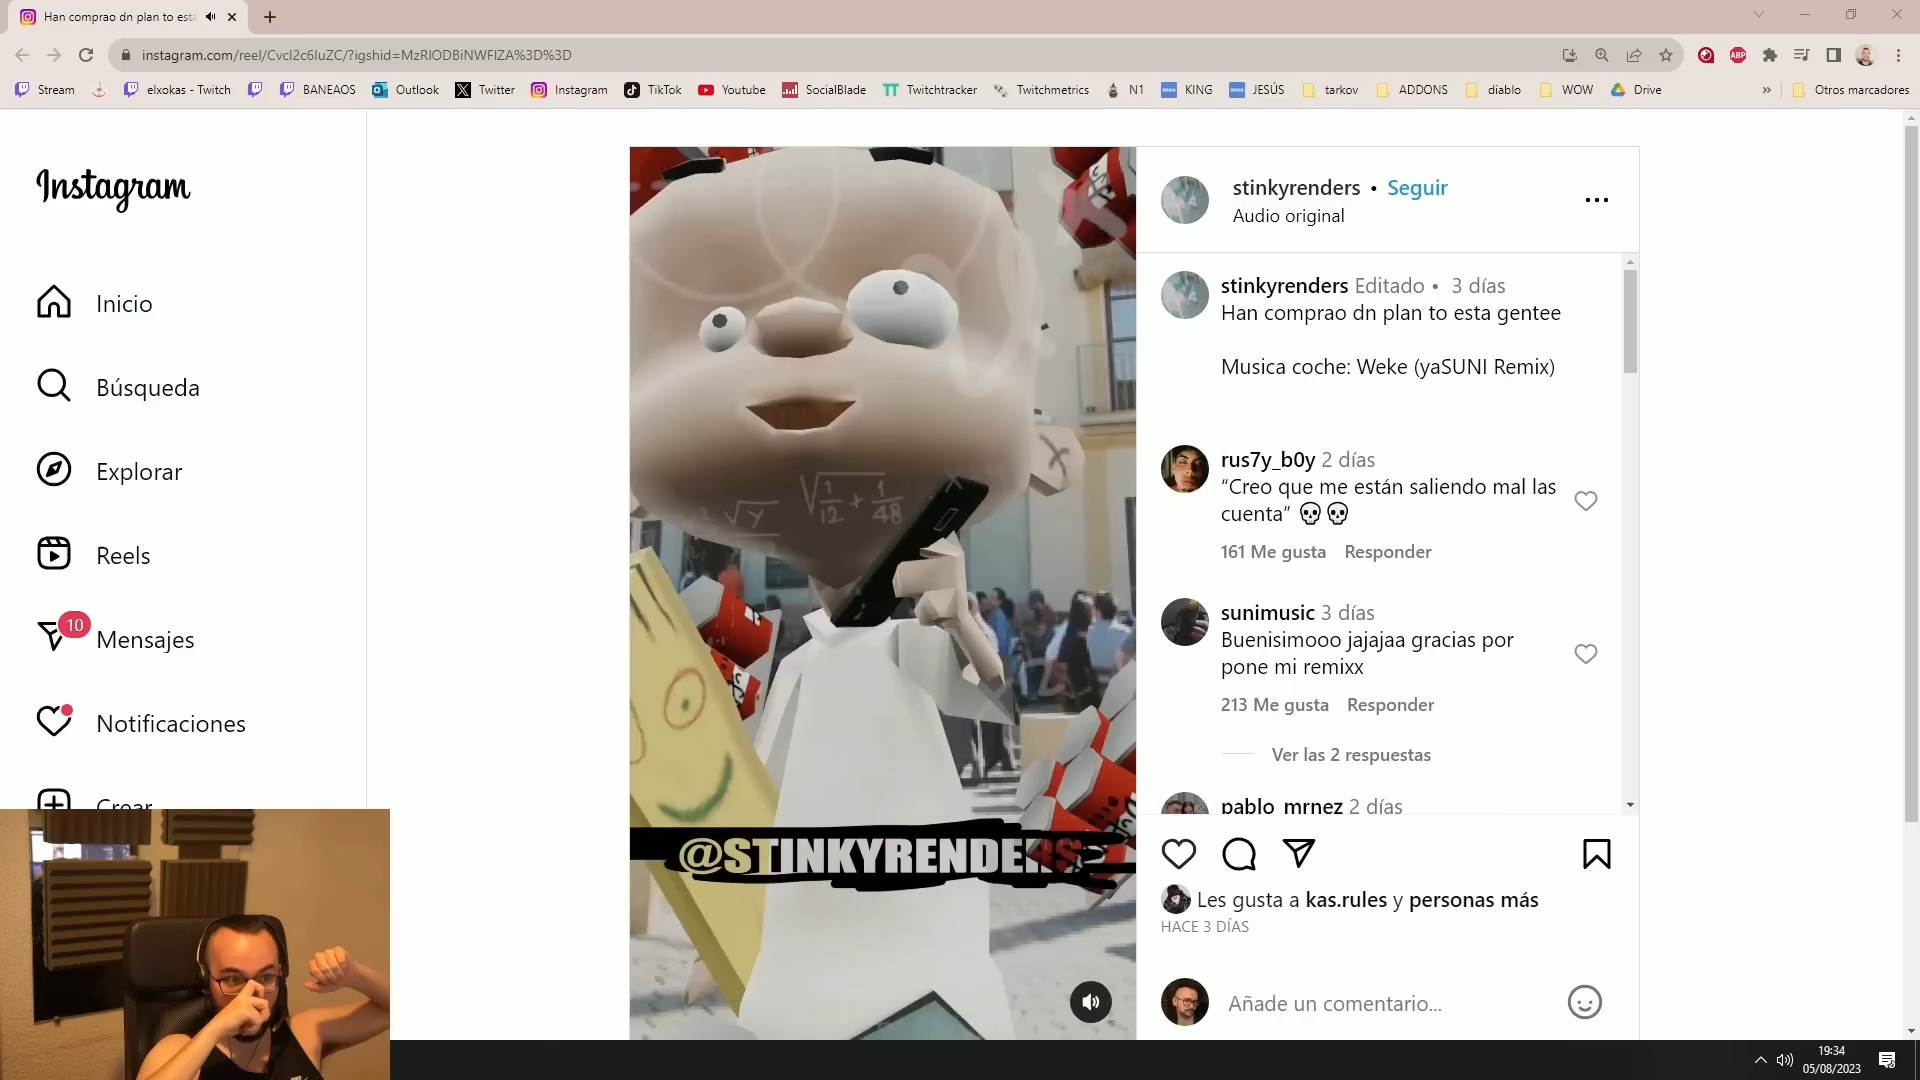 Han comprao dn plan to esta
instagram.com/reel/CvcI2c6IuZC/?igshid=MzRlODBiNWFlZA%3D%3D
Stream
elxokas - Twitch
BANEAOS
Outlook
Twitter
Instagram
TikTok
Youtube
SocialBlade
Twitchtracker
Twitchmetrics
N1
KING
JESÚS
tarkov
ADDONS
diablo
WOW
Drive
Otros marcadores
Instagram
Inicio
Búsqueda
Explorar
Reels
10
Mensajes
Notificaciones
Crear
@STINKYRENDERS
stinkyrenders • Seguir
Audio original
stinkyrenders Editado • 3 días
Han comprao dn plan to esta gentee
Musica coche: Weke (yaSUNI Remix)
rus7y_b0y 2 días
“Creo que me están saliendo mal las
cuenta” 💀💀
161 Me gusta Responder
sunimusic 3 días
Buenisimooo jajajaa gracias por
pone mi remixx
213 Me gusta Responder
Ver las 2 respuestas
pablo_mrnez 2 días
Les gusta a kas.rules y personas más
HACE 3 DÍAS
Añade un comentario...
19:34
05/08/2023